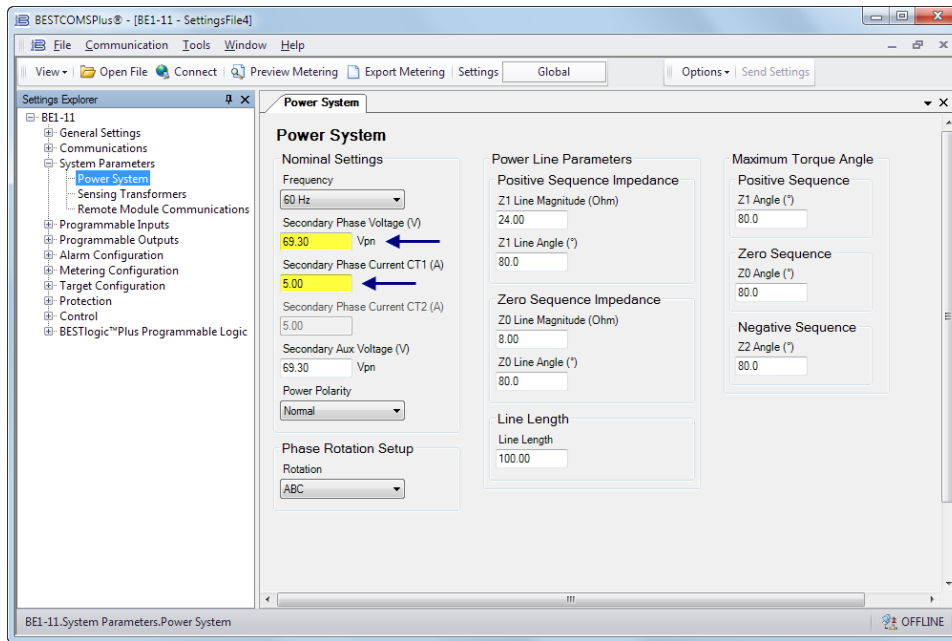 BESTCOMSPlus® - [BE1-11 - SettingsFile4]
File Communication Tools Window Help
View Open File Connect Preview Metering Export Metering Settings Global Options Send Settings
Settings Explorer
BE1-11
General Settings
Communications
System Parameters
Power System
Sensing Transformers
Remote Module Communications
Programmable Inputs
Programmable Outputs
Alarm Configuration
Metering Configuration
Target Configuration
Protection
Control
BESTlogic™Plus Programmable Logic
Power System
Power System
Nominal Settings
Frequency
60 Hz
Secondary Phase Voltage (V)
69.30 Vpn
Secondary Phase Current CT1 (A)
5.00
Secondary Phase Current CT2 (A)
5.00
Secondary Aux Voltage (V)
69.30 Vpn
Power Polarity
Normal
Phase Rotation Setup
Rotation
ABC
Power Line Parameters
Positive Sequence Impedance
Z1 Line Magnitude (Ohm)
24.00
Z1 Line Angle (°)
80.0
Zero Sequence Impedance
Z0 Line Magnitude (Ohm)
8.00
Z0 Line Angle (°)
80.0
Line Length
Line Length
100.00
Maximum Torque Angle
Positive Sequence
Z1 Angle (°)
80.0
Zero Sequence
Z0 Angle (°)
80.0
Negative Sequence
Z2 Angle (°)
80.0
BE1-11.System Parameters.Power System OFFLINE